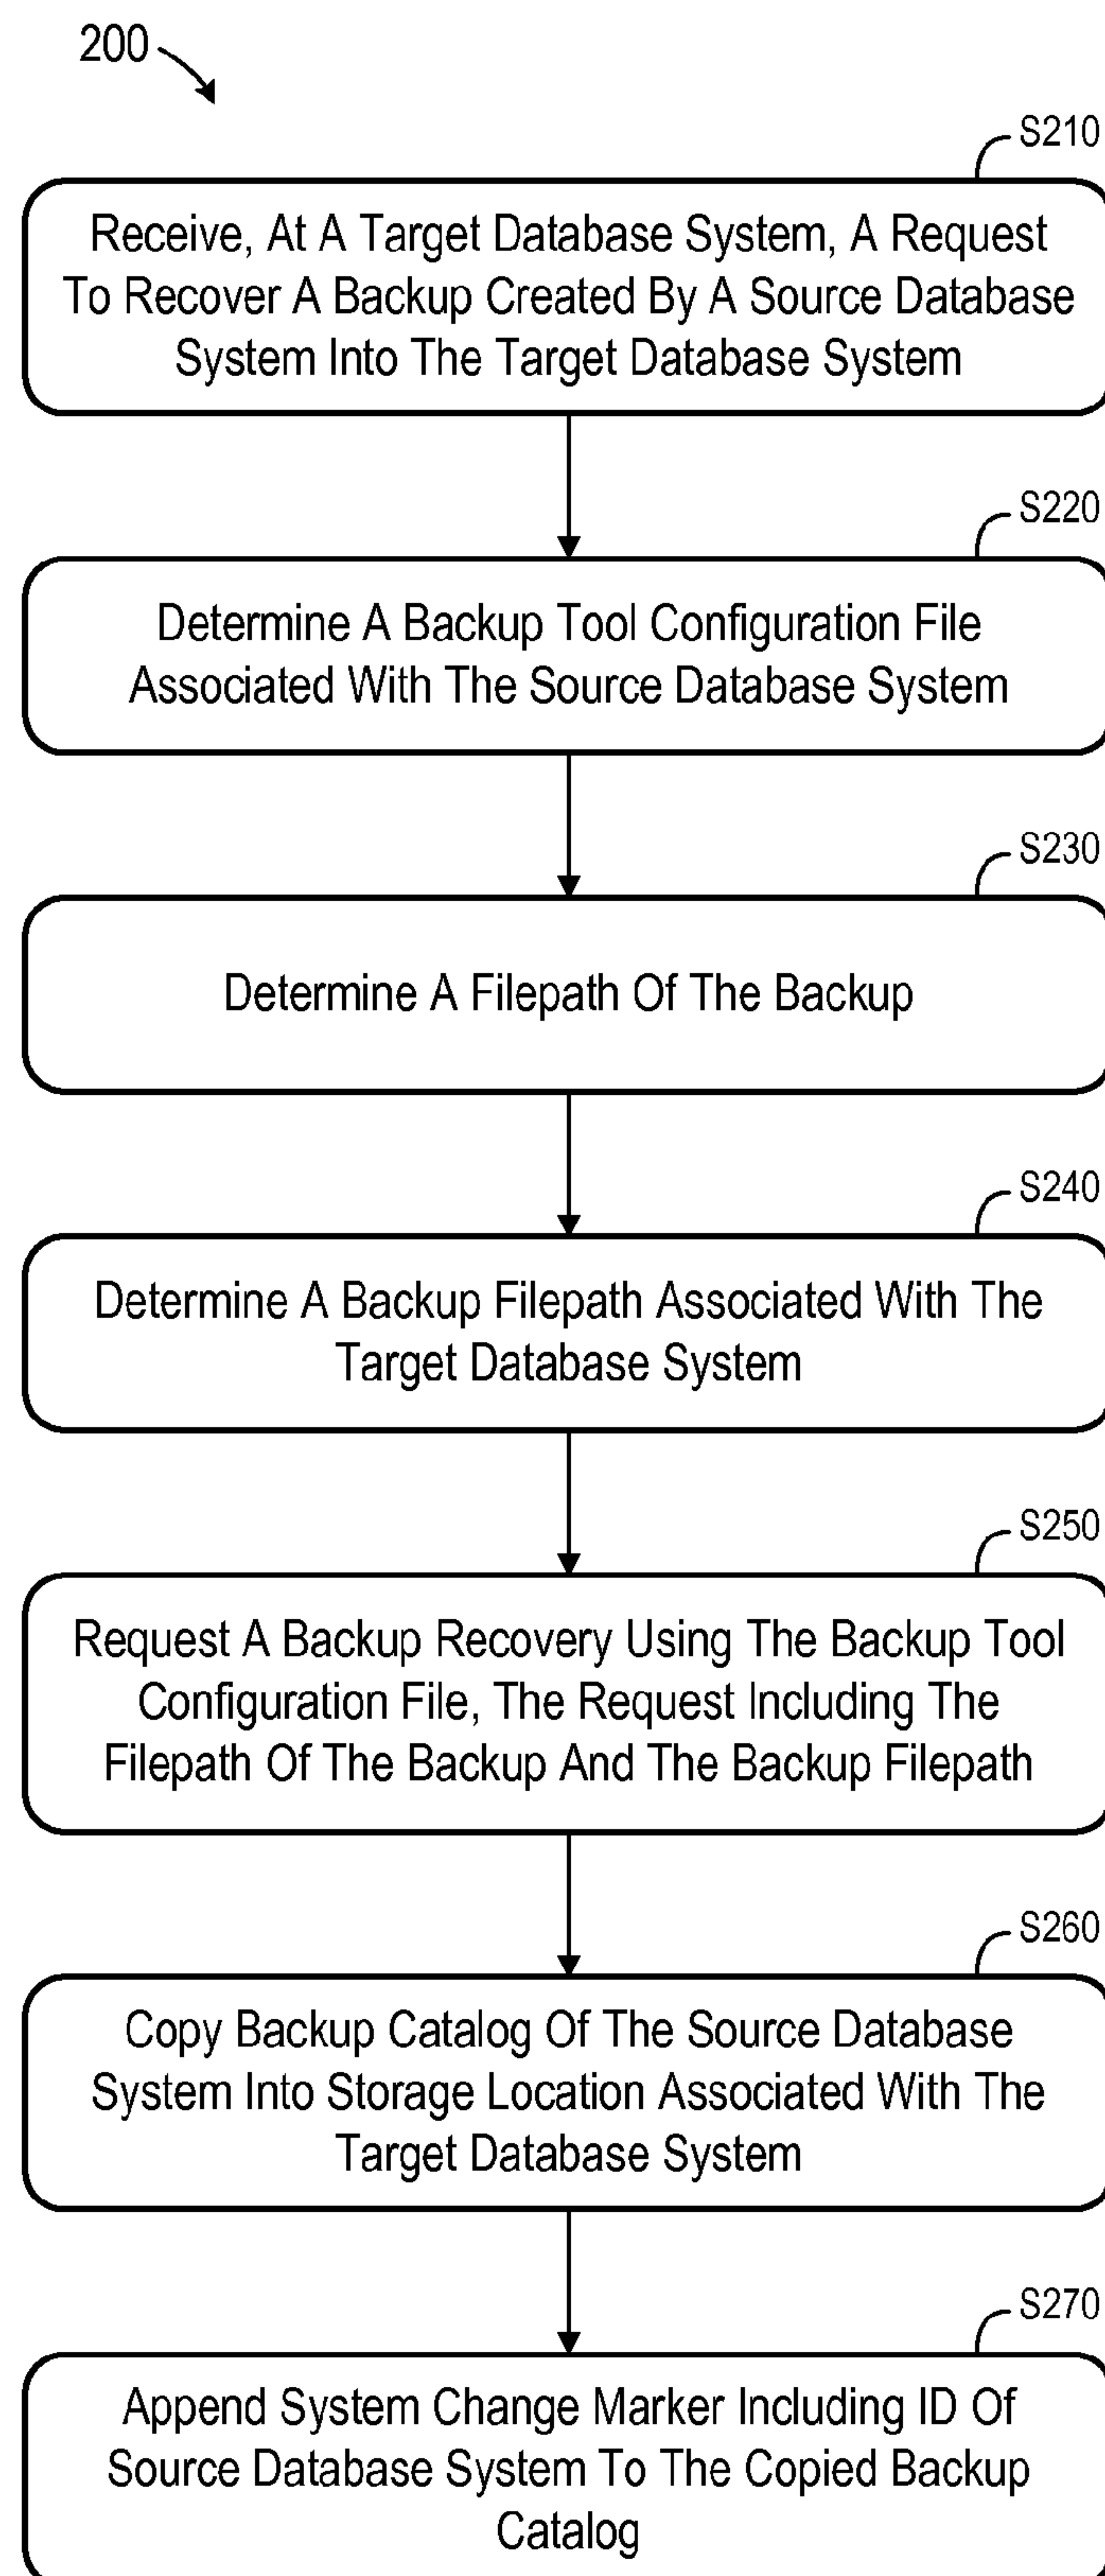 200
S210
Receive, At A Target Database System, A Request
To Recover A Backup Created By A Source Database
System Into The Target Database System
S220
Determine A Backup Tool Configuration File
Associated With The Source Database System
S230
Determine A Filepath Of The Backup
S240
Determine A Backup Filepath Associated With The
Target Database System
S250
Request A Backup Recovery Using The Backup Tool
Configuration File, The Request Including The
Filepath Of The Backup And The Backup Filepath
S260
Copy Backup Catalog Of The Source Database
System Into Storage Location Associated With The
Target Database System
S270
Append System Change Marker Including ID Of
Source Database System To The Copied Backup
Catalog